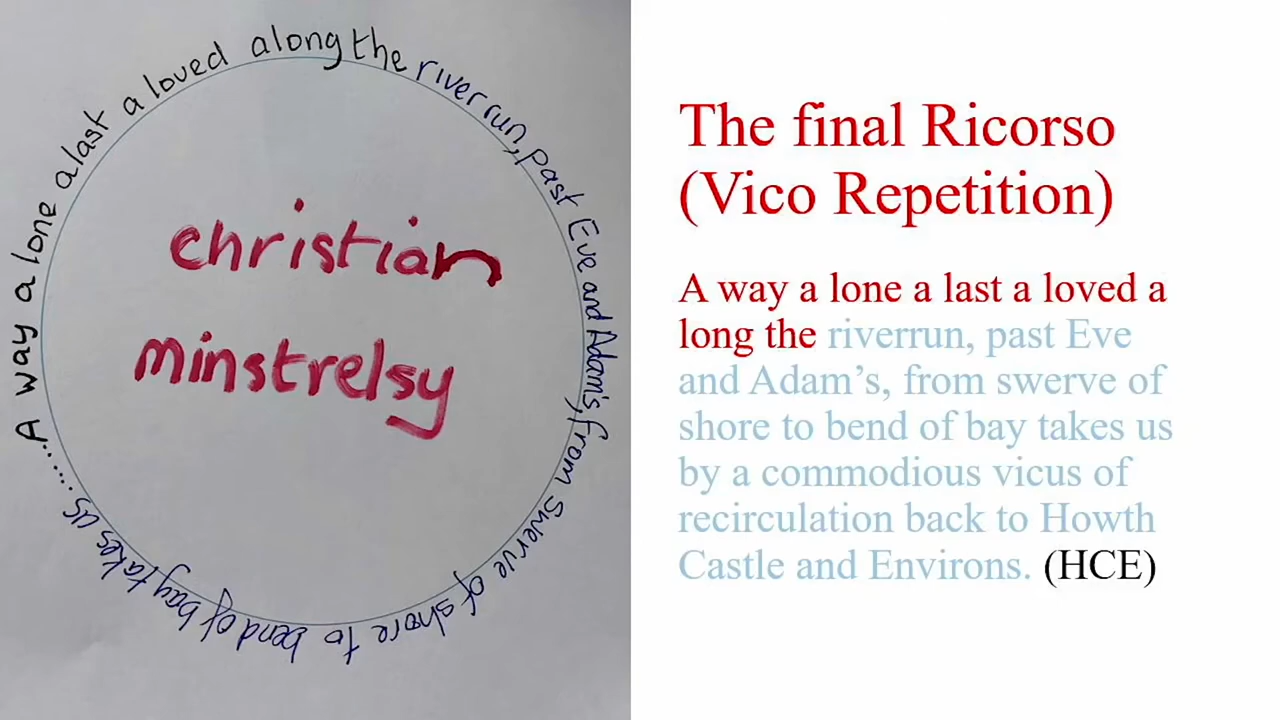 A way a lone a last a loved along the riverrun, past Eve and Adam's, from swerve of shore to bend of bay takes us.......
christian
minstrelsy
The final Ricorso
(Vico Repetition)
A way a lone a last a loved a
long the riverrun, past Eve
and Adam’s, from swerve of
shore to bend of bay takes us
by a commodious vicus of
recirculation back to Howth
Castle and Environs. (HCE)